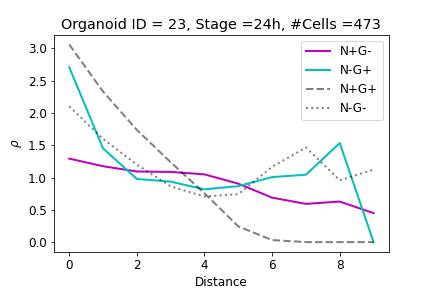 Organoid ID = 23, Stage =24h, #Cells =473
N+G-
N-G+
N+G+
N-G-
ρ
3.0
2.5
2.0
1.5
1.0
0.5
0.0
0 2 4 6 8
Distance